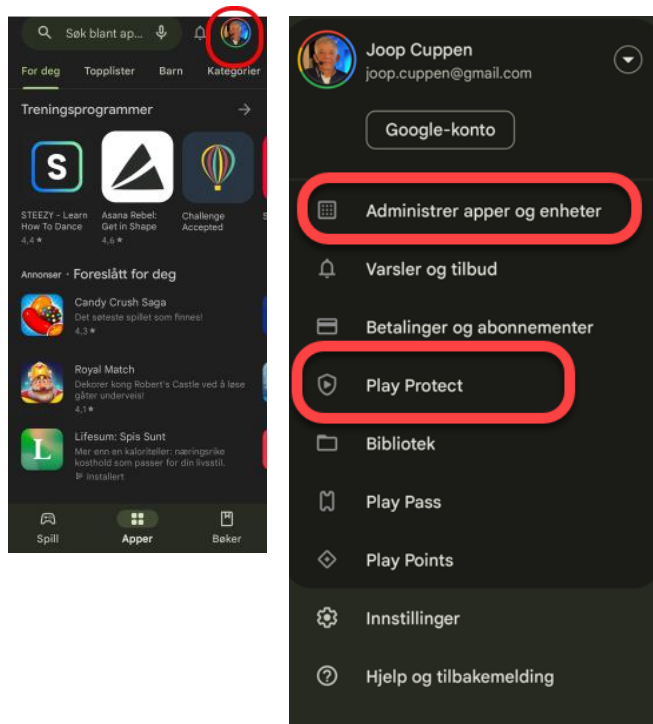 Søk blant ap...
For deg Topplister Barn Kategorier
Treningsprogrammer
S
STEEZY - Learn
How To Dance
4,4 ★
Asana Rebel:
Get in Shape
4,6 ★
Challenge
Accepted
S
Annonser · Foreslått for deg
Candy Crush Saga
Det søteste spillet som finnes!
4,3 ★
Royal Match
Dekorer kong Robert's Castle ved å løse
gåter underveis!
4,1 ★
L
Lifesum: Spis Sunt
Mer enn en kaloriteller: næringsrike
kosthold som passer for din livsstil.
Installert
Spill Apper Bøker
Joop Cuppen
joop.cuppen@gmail.com
Google-konto
Administrer apper og enheter
Varsler og tilbud
Betalinger og abonnementer
Play Protect
Bibliotek
Play Pass
Play Points
Innstillinger
Hjelp og tilbakemelding